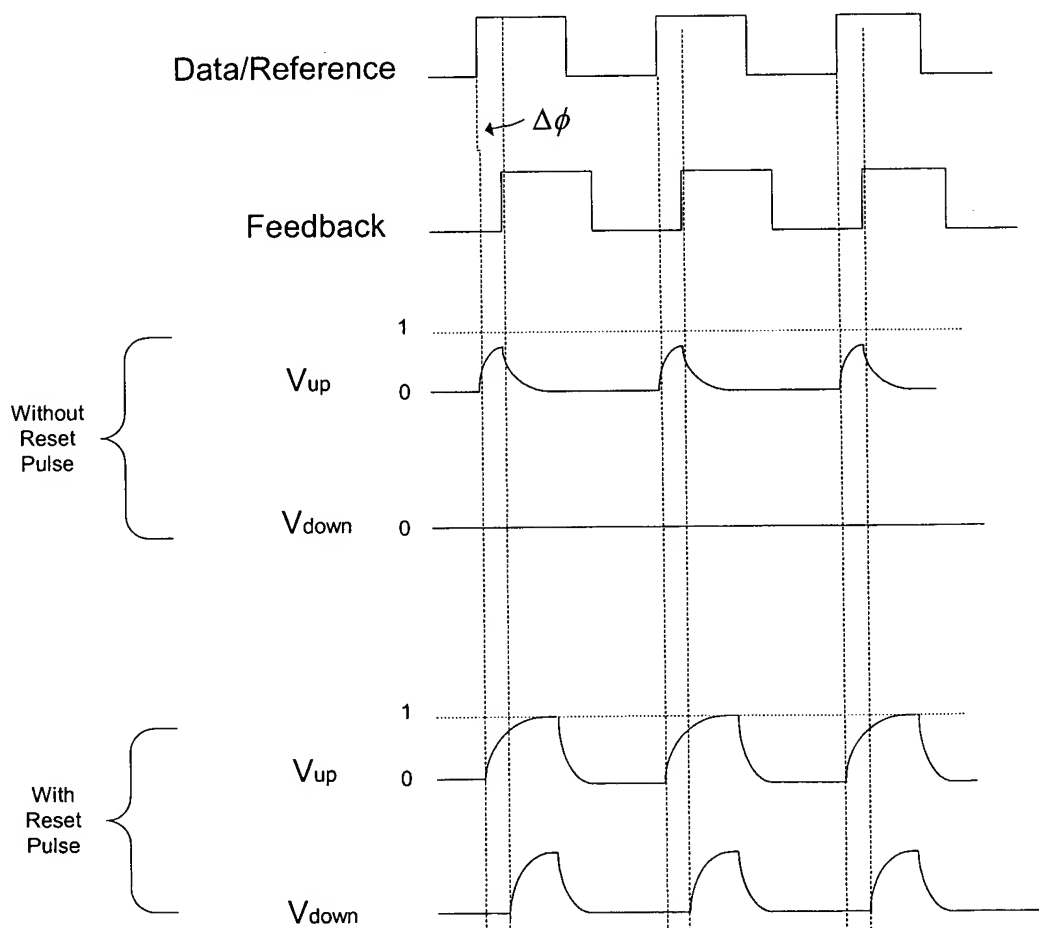 Data/Reference
Δϕ
Feedback
1
Vup
0
Without
Reset
Pulse
Vdown
0
1
Vup
0
With
Reset
Pulse
Vdown